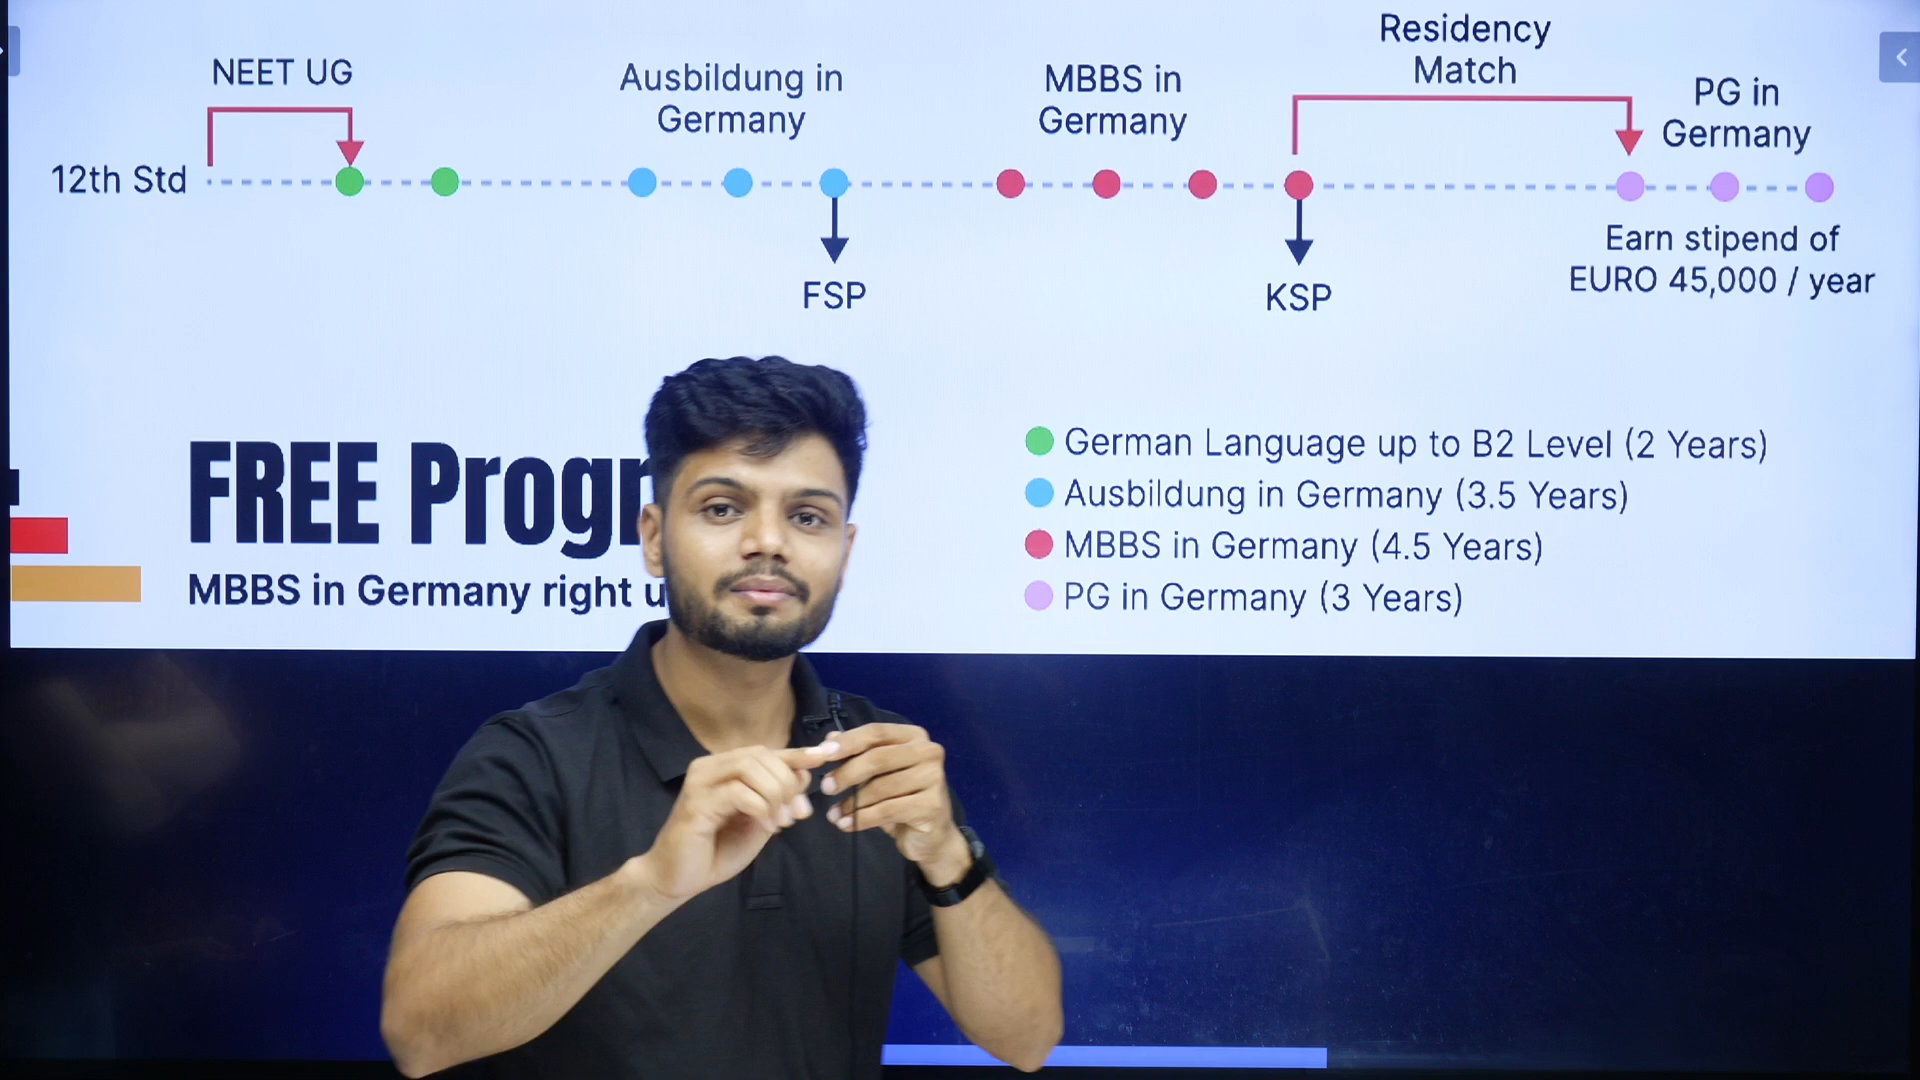 NEET UG
Ausbildung in
Germany
MBBS in
Germany
Residency
Match
PG in
Germany
12th Std
FSP
KSP
Earn stipend of
EURO 45,000 / year
FREE
MBBS in Germany right
German Language up to B2 Level (2 Years)
Ausbildung in Germany (3.5 Years)
MBBS in Germany (4.5 Years)
PG in Germany (3 Years)